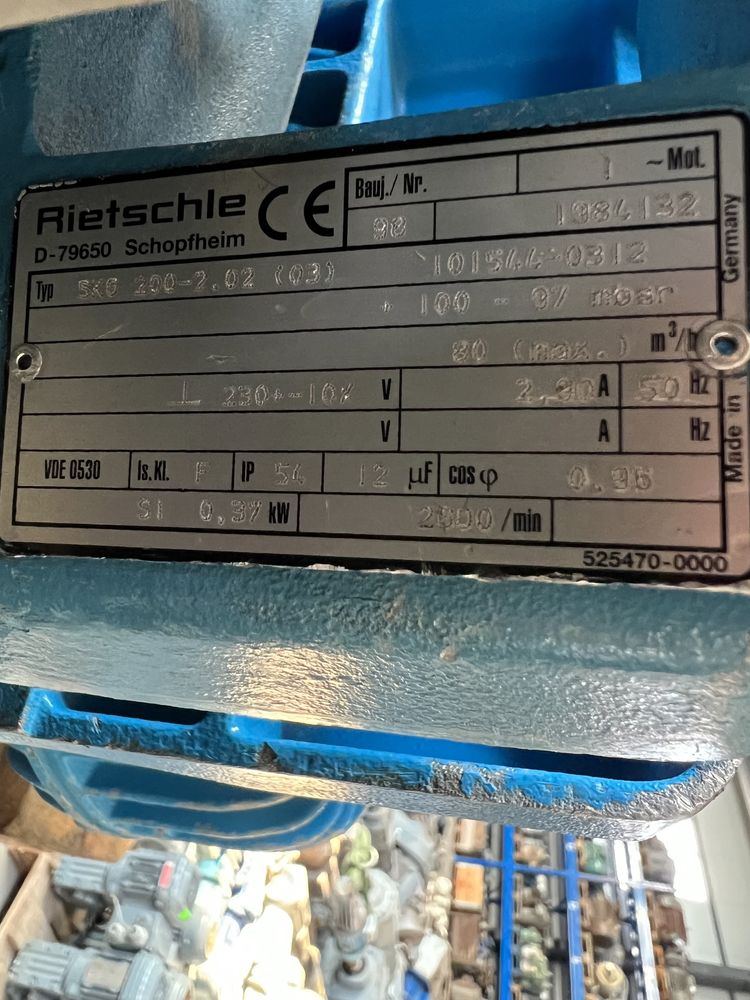 Rietschle CE
D-79650 Schopfheim
Bauj./ Nr. 1 ~Mot.
98 1984132
Typ SKG 200-2.02 (03) 101544-0312
+ 100 - 97 mbar
80 (max.) m³/h
⊥ 230+-10% V 2,90 A 50 Hz
V A Hz
VDE 0530 Is.Kl. F IP 54 12 µF cos φ 0.96
S1 0,37 kW 2800 /min
525470-0000
Made in Germany